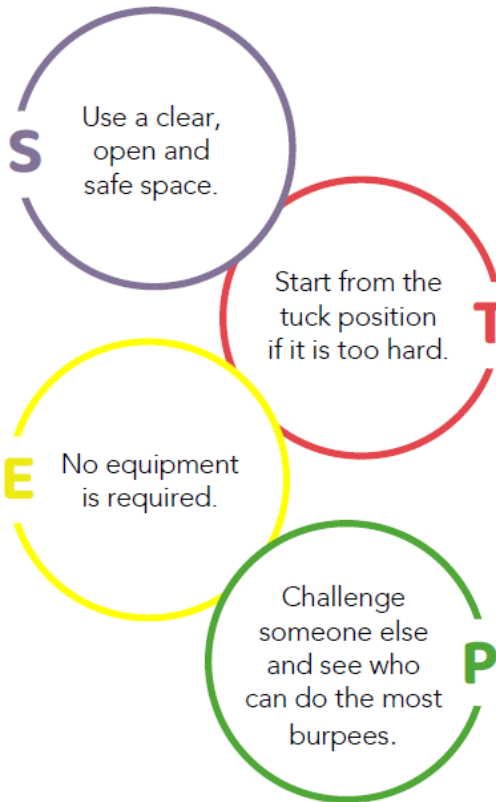 S
Use a clear,
open and
safe space.
T
Start from the
tuck position
if it is too hard.
E
No equipment
is required.
P
Challenge
someone else
and see who
can do the most
burpees.